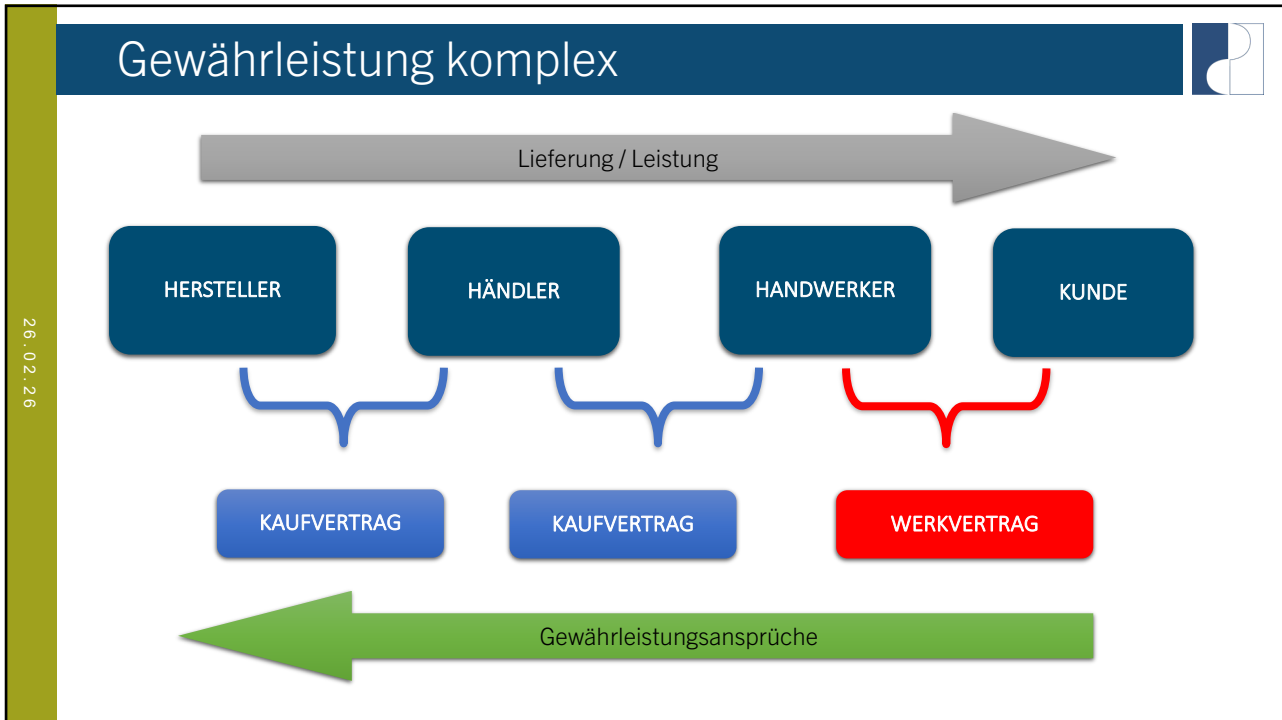 Gewährleistung komplex
Lieferung / Leistung
HERSTELLER
HÄNDLER
HANDWERKER
KUNDE
26.02.26
KAUFVERTRAG
KAUFVERTRAG
WERKVERTRAG
Gewährleistungsansprüche